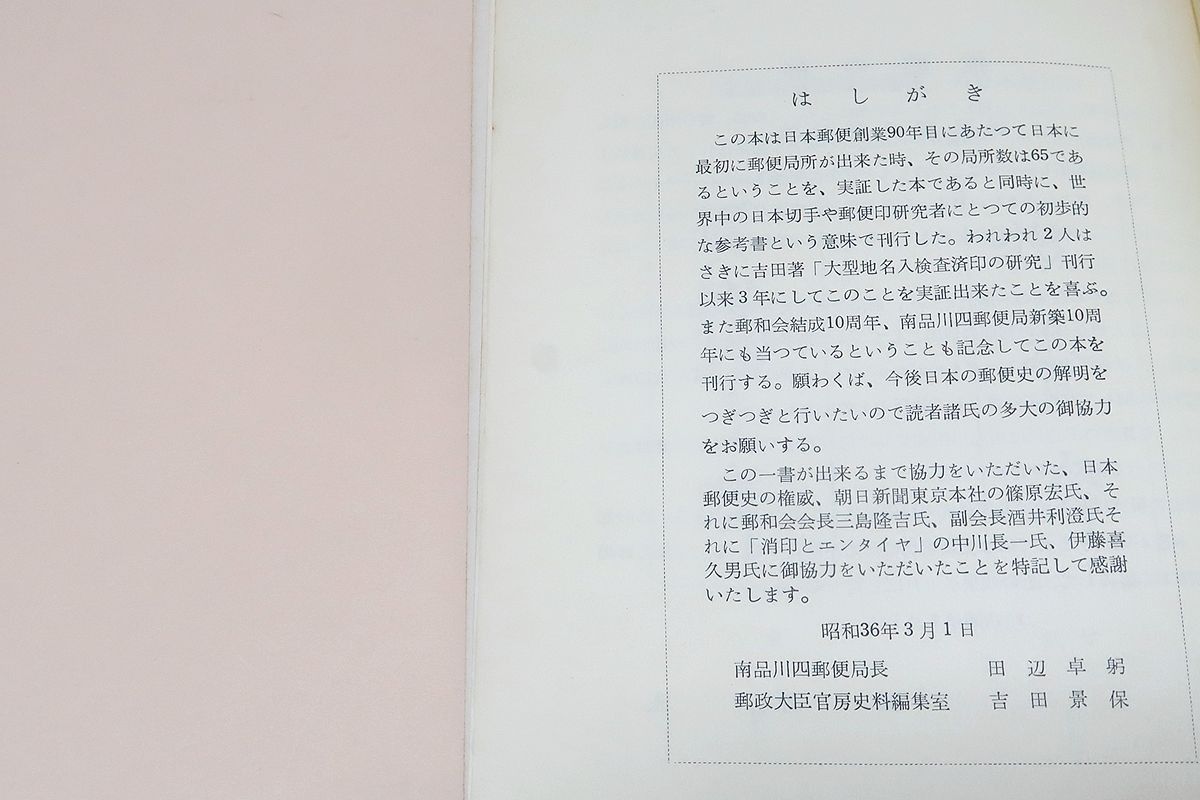 はしがき
この本は日本郵便創業90年目にあたつて日本に
最初に郵便局所が出来た時、その局所数は65であ
るということを、実証した本であると同時に、世
界中の日本切手や郵便印研究者にとつての初歩的
な参考書という意味で刊行した。われわれ2人は
さきに吉田著「大型地名入検査済印の研究」刊行
以来3年にしてこのことを実証出来たことを喜ぶ。
また郵和会結成10周年、南品川四郵便局新築10周
年にも当つているということも記念してこの本を
刊行する。願わくば、今後日本の郵便史の解明を
つぎつぎと行いたいので読者諸氏の多大の御協力
をお願いする。
この一書が出来るまで協力をいただいた、日本
郵便史の権威、朝日新聞東京本社の篠原宏氏、そ
れに郵和会会長三島隆吉氏、副会長酒井利澄氏そ
れに「消印とエンタイヤ」の中川長一氏、伊藤喜
久男氏に御協力をいただいたことを特記して感謝
いたします。
昭和36年3月1日
南品川四郵便局長 田辺卓躬
郵政大臣官房史料編集室 吉田景保